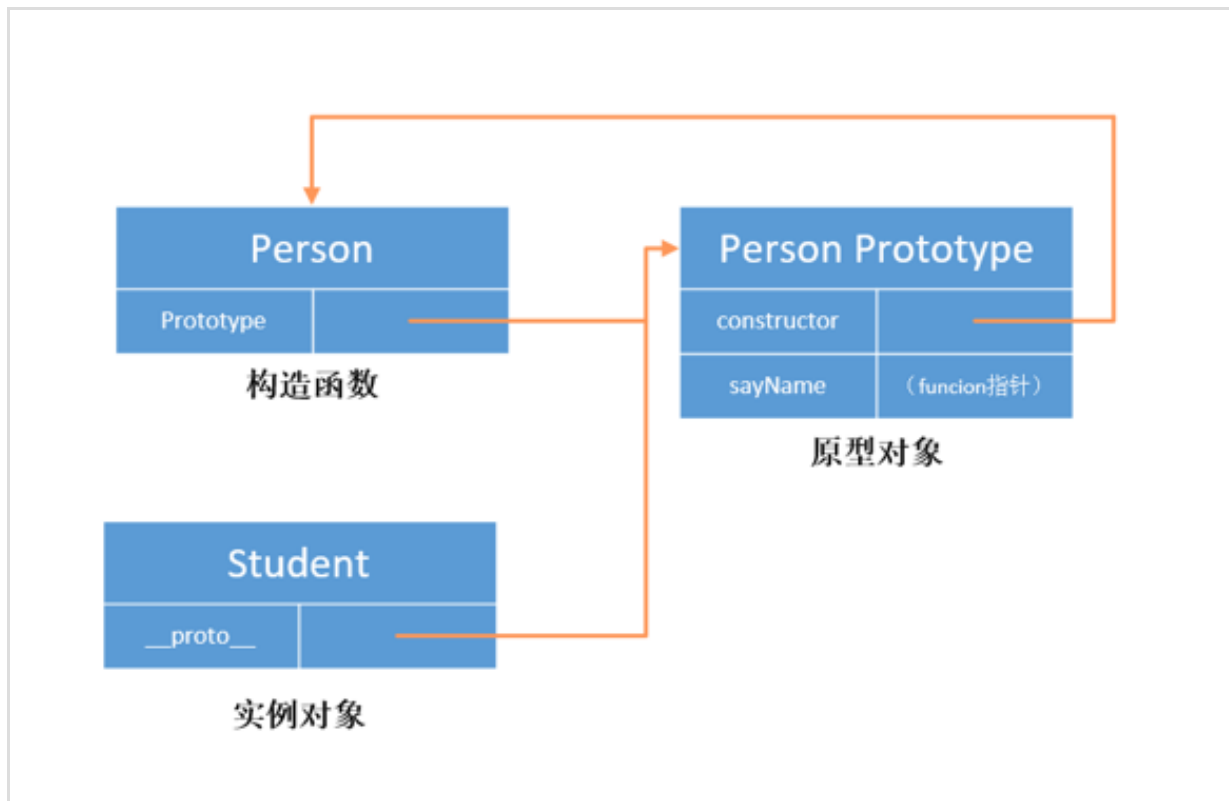 Person
Prototype
构造函数
Person Prototype
constructor
sayName （funcion指针）
原型对象
Student
__proto__
实例对象